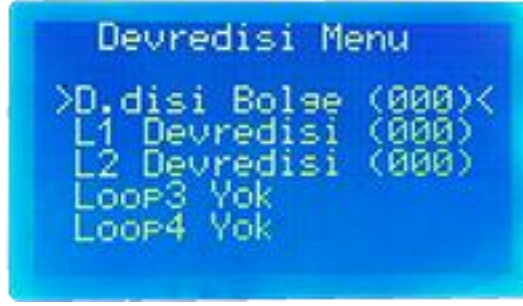 Devredisi Menu
>D.disi Bolge (000)<
L1 Devredisi (000)
L2 Devredisi (000)
Loop3 Yok
Loop4 Yok